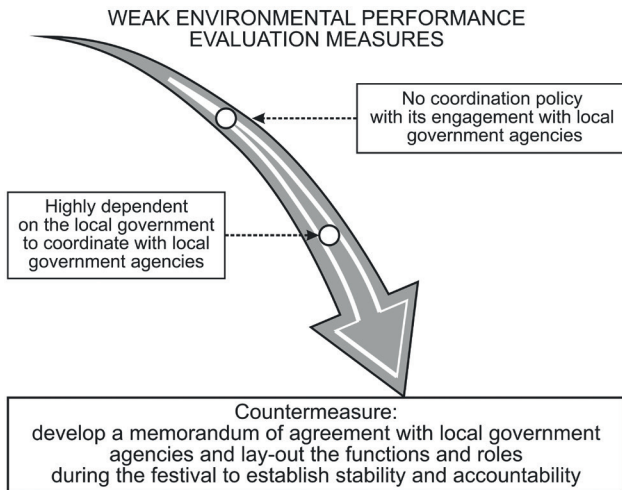 WEAK ENVIRONMENTAL PERFORMANCE
EVALUATION MEASURES
No coordination policy
with its engagement with local
government agencies
Highly dependent
on the local government
to coordinate with local
government agencies
Countermeasure:
develop a memorandum of agreement with local government
agencies and lay-out the functions and roles
during the festival to establish stability and accountability